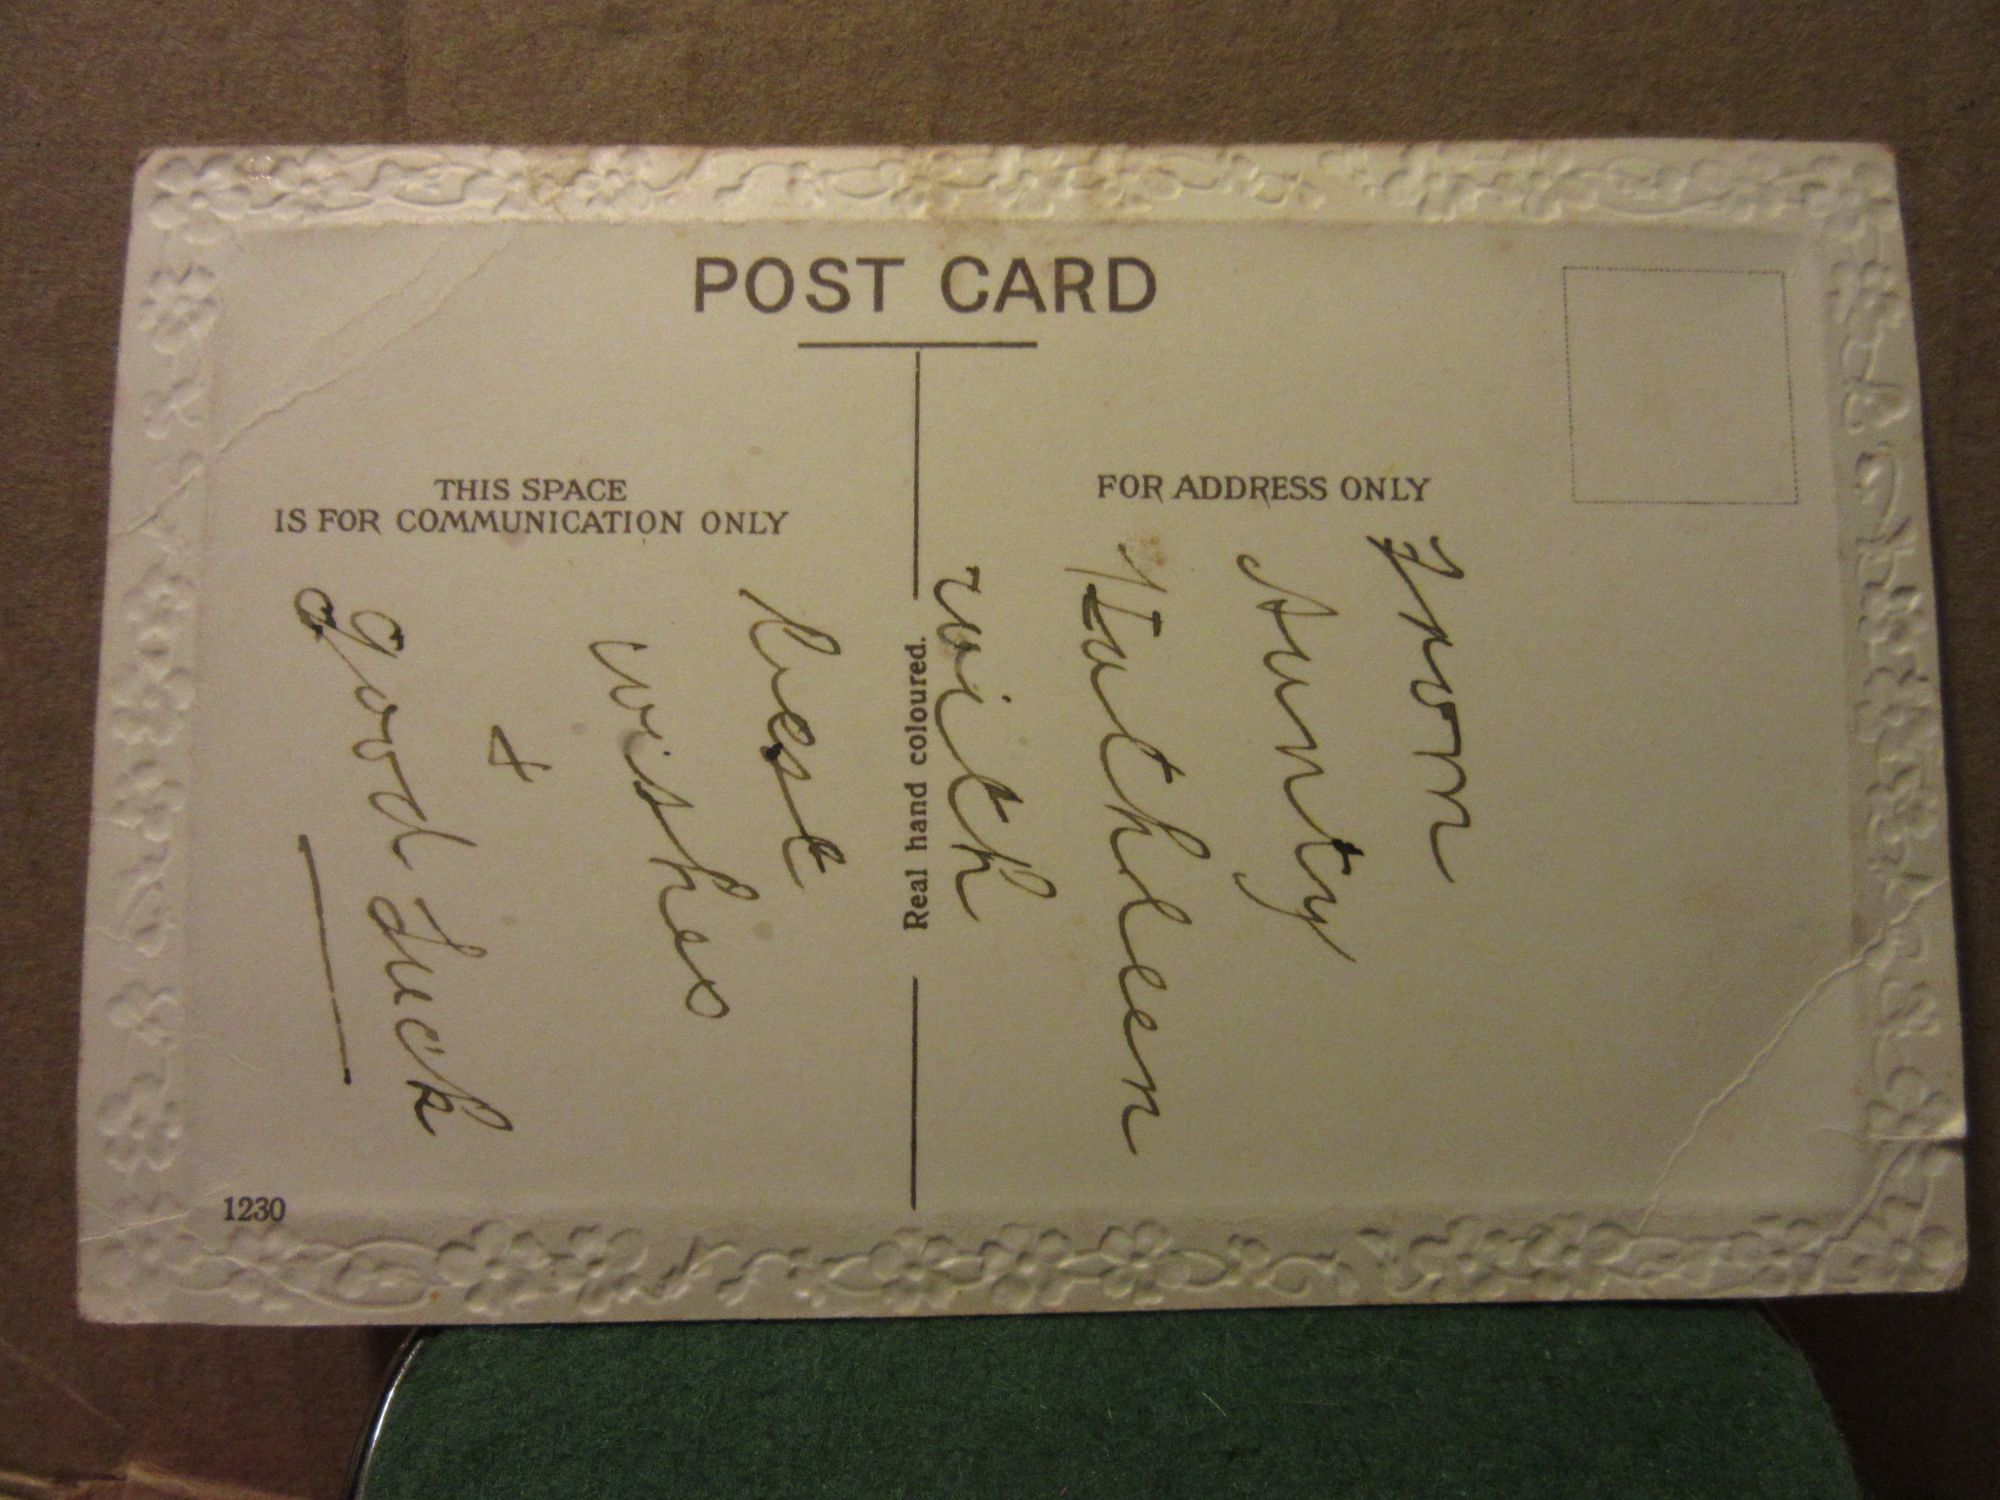 POST CARD
THIS SPACE
IS FOR COMMUNICATION ONLY
FOR ADDRESS ONLY
Real hand coloured.
1230
From
Aunty
Kathleen
with
best
wishes
&
good Luck